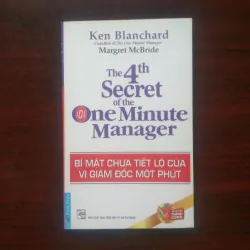 Ken Blanchard
Coauthor of The One Minute Manager
Margret McBride
The 4th
Secret
of the
One Minute
Manager
BÍ MẬT CHƯA TIẾT LỘ CỦA
VỊ GIÁM ĐỐC MỘT PHÚT